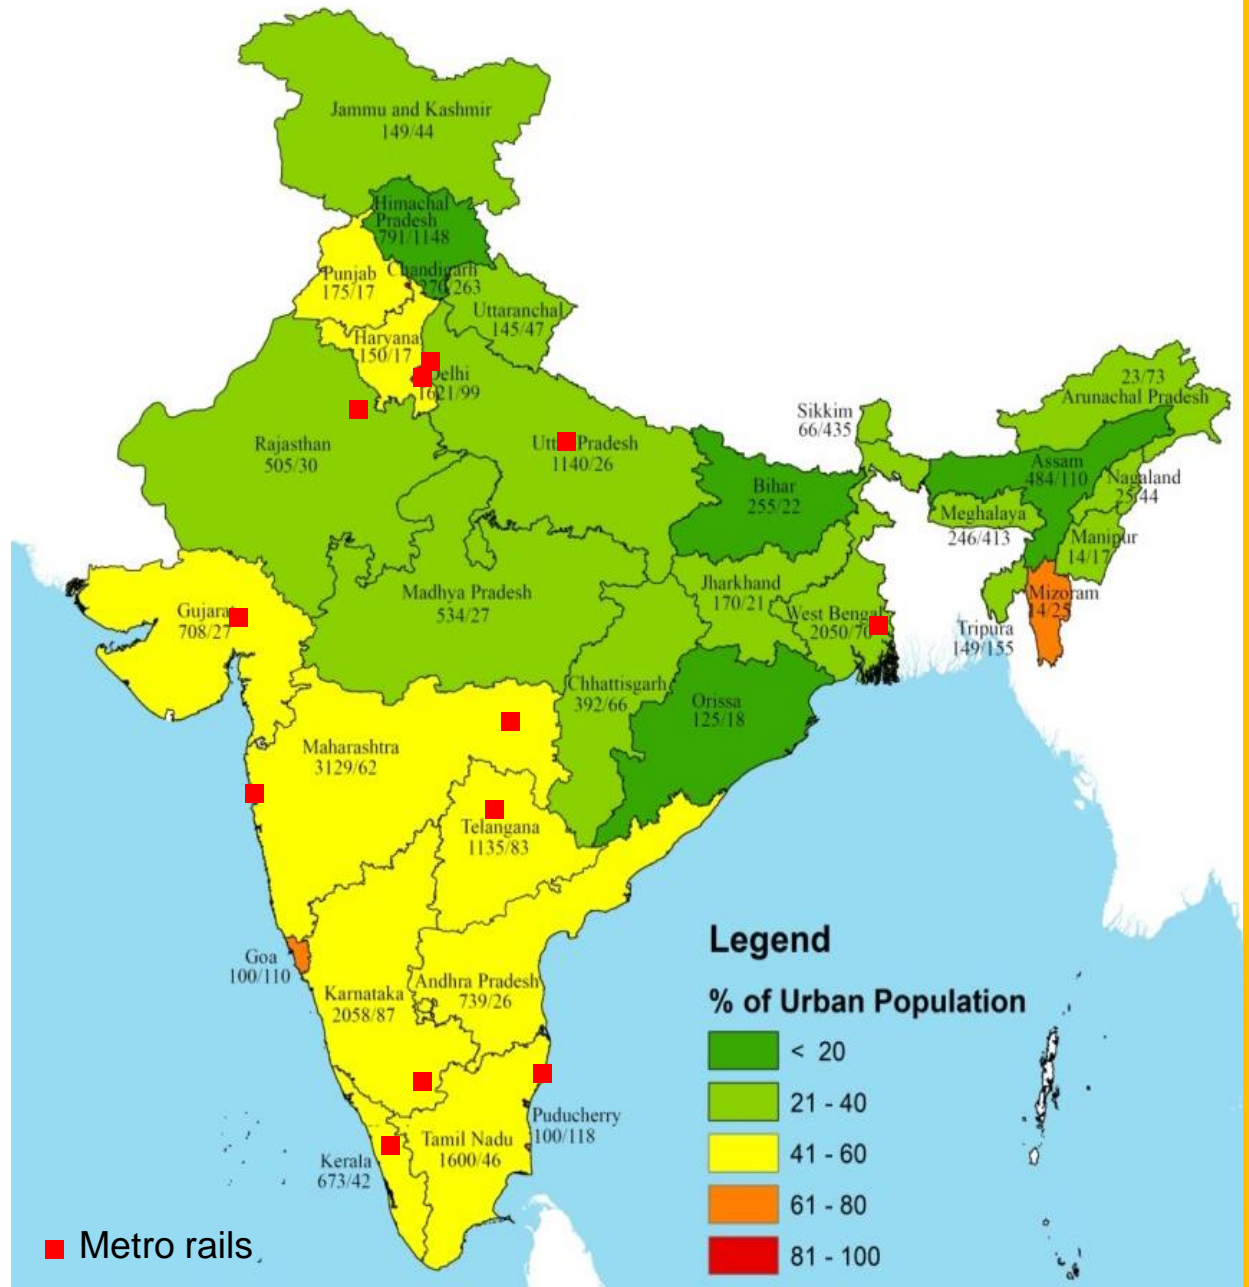 Jammu and Kashmir
149/44
Himachal
Pradesh
791/1148
Punjab
175/17
Chandigarh
270/263
Uttaranchal
145/47
Haryana
150/17
Delhi
1621/99
Rajasthan
505/30
Uttar Pradesh
1140/26
Sikkim
66/435
23/73
Arunachal Pradesh
Assam
484/110
Nagaland
25/44
Meghalaya
246/413
Manipur
14/17
Mizoram
14/25
Tripura
149/155
Bihar
255/22
Jharkhand
170/21
West Bengal
2050/70
Gujarat
708/27
Madhya Pradesh
534/27
Chhattisgarh
392/66
Orissa
125/18
Maharashtra
3129/62
Telangana
1135/83
Goa
100/110
Karnataka
2058/87
Andhra Pradesh
739/26
Puducherry
100/118
Tamil Nadu
1600/46
Kerala
673/42
Metro rails
Legend
% of Urban Population
< 20
21 - 40
41 - 60
61 - 80
81 - 100